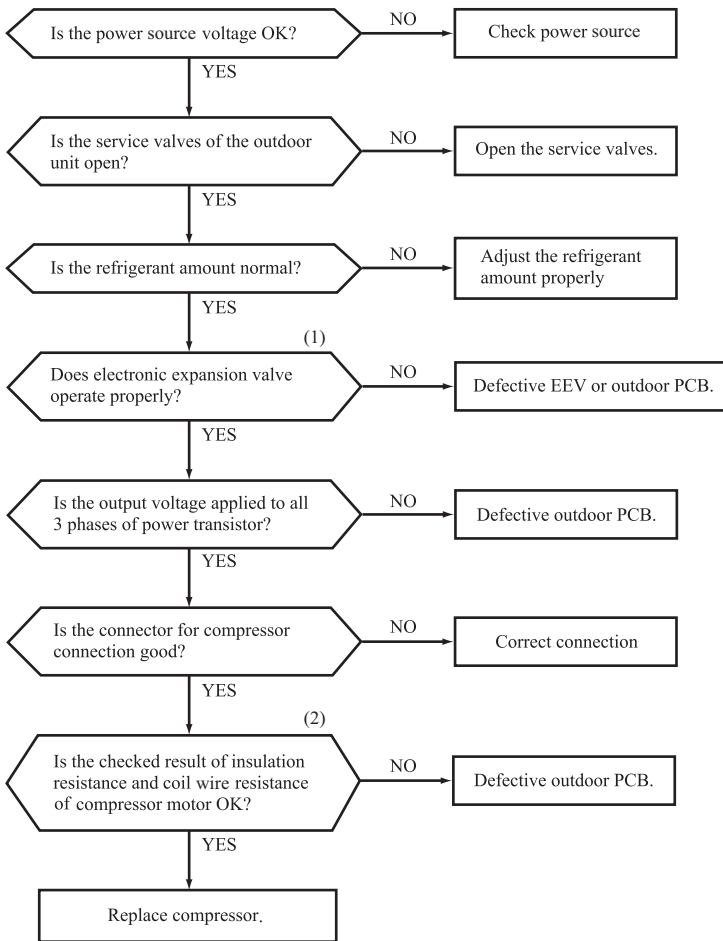 Is the power source voltage OK?
NO
Check power source
YES
Is the service valves of the outdoor
unit open?
NO
Open the service valves.
YES
Is the refrigerant amount normal?
NO
Adjust the refrigerant
amount properly
YES
(1)
Does electronic expansion valve
operate properly?
NO
Defective EEV or outdoor PCB.
YES
Is the output voltage applied to all
3 phases of power transistor?
NO
Defective outdoor PCB.
YES
Is the connector for compressor
connection good?
NO
Correct connection
YES
(2)
Is the checked result of insulation
resistance and coil wire resistance
of compressor motor OK?
NO
Defective outdoor PCB.
YES
Replace compressor.